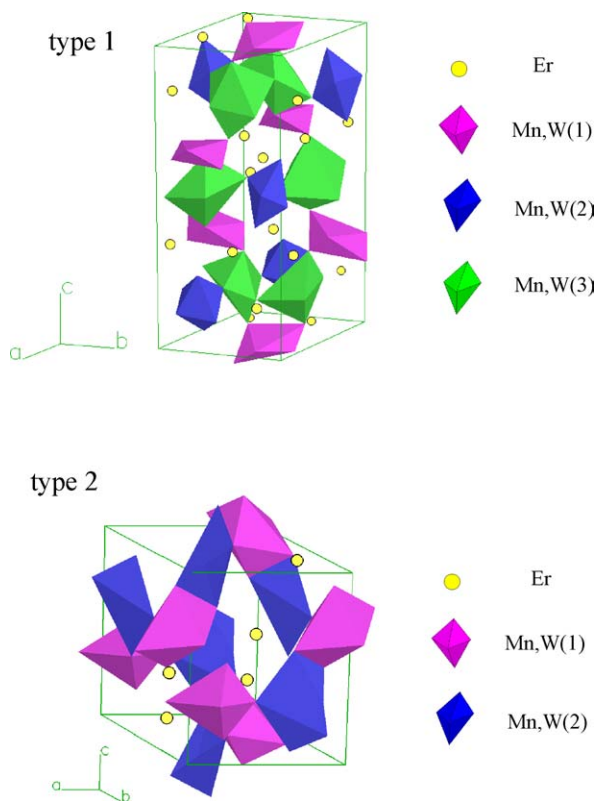 type 1
Er
Mn,W(1)
Mn,W(2)
Mn,W(3)
c
a
b
type 2
Er
Mn,W(1)
Mn,W(2)
c
a
b